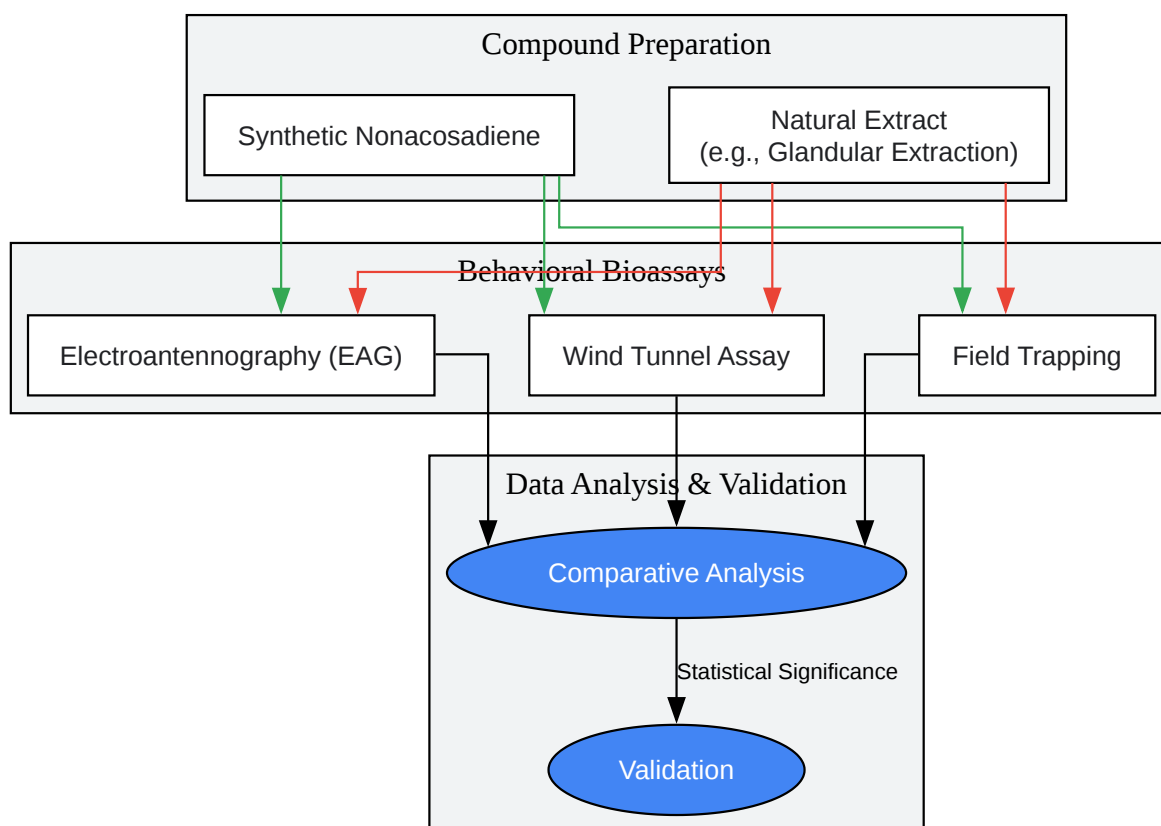 Compound Preparation
Synthetic Nonacosadiene
Natural Extract
(e.g., Glandular Extraction)
Behavioral Bioassays
Electroantennography (EAG)
Wind Tunnel Assay
Field Trapping
Data Analysis & Validation
Comparative Analysis
Statistical Significance
Validation